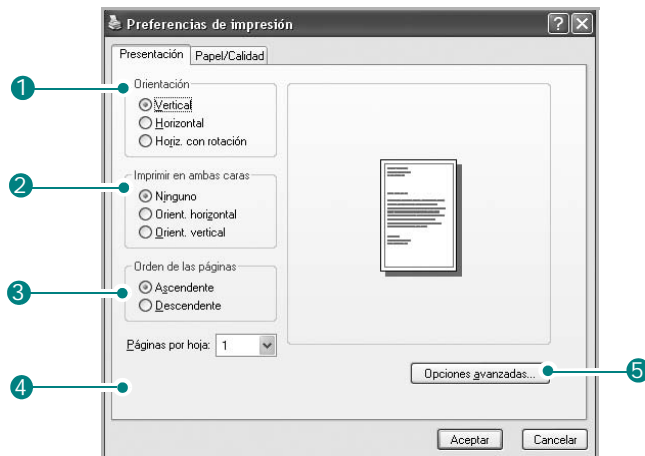 Preferencias de impresión
Presentación Papel/Calidad
1
Orientación
Vertical
Horizontal
Horiz. con rotación
2
Imprimir en ambas caras
Ninguno
Orient. horizontal
Orient. vertical
3
Orden de las páginas
Ascendente
Descendente
Páginas por hoja: 1
4
Opciones avanzadas...
5
Aceptar Cancelar